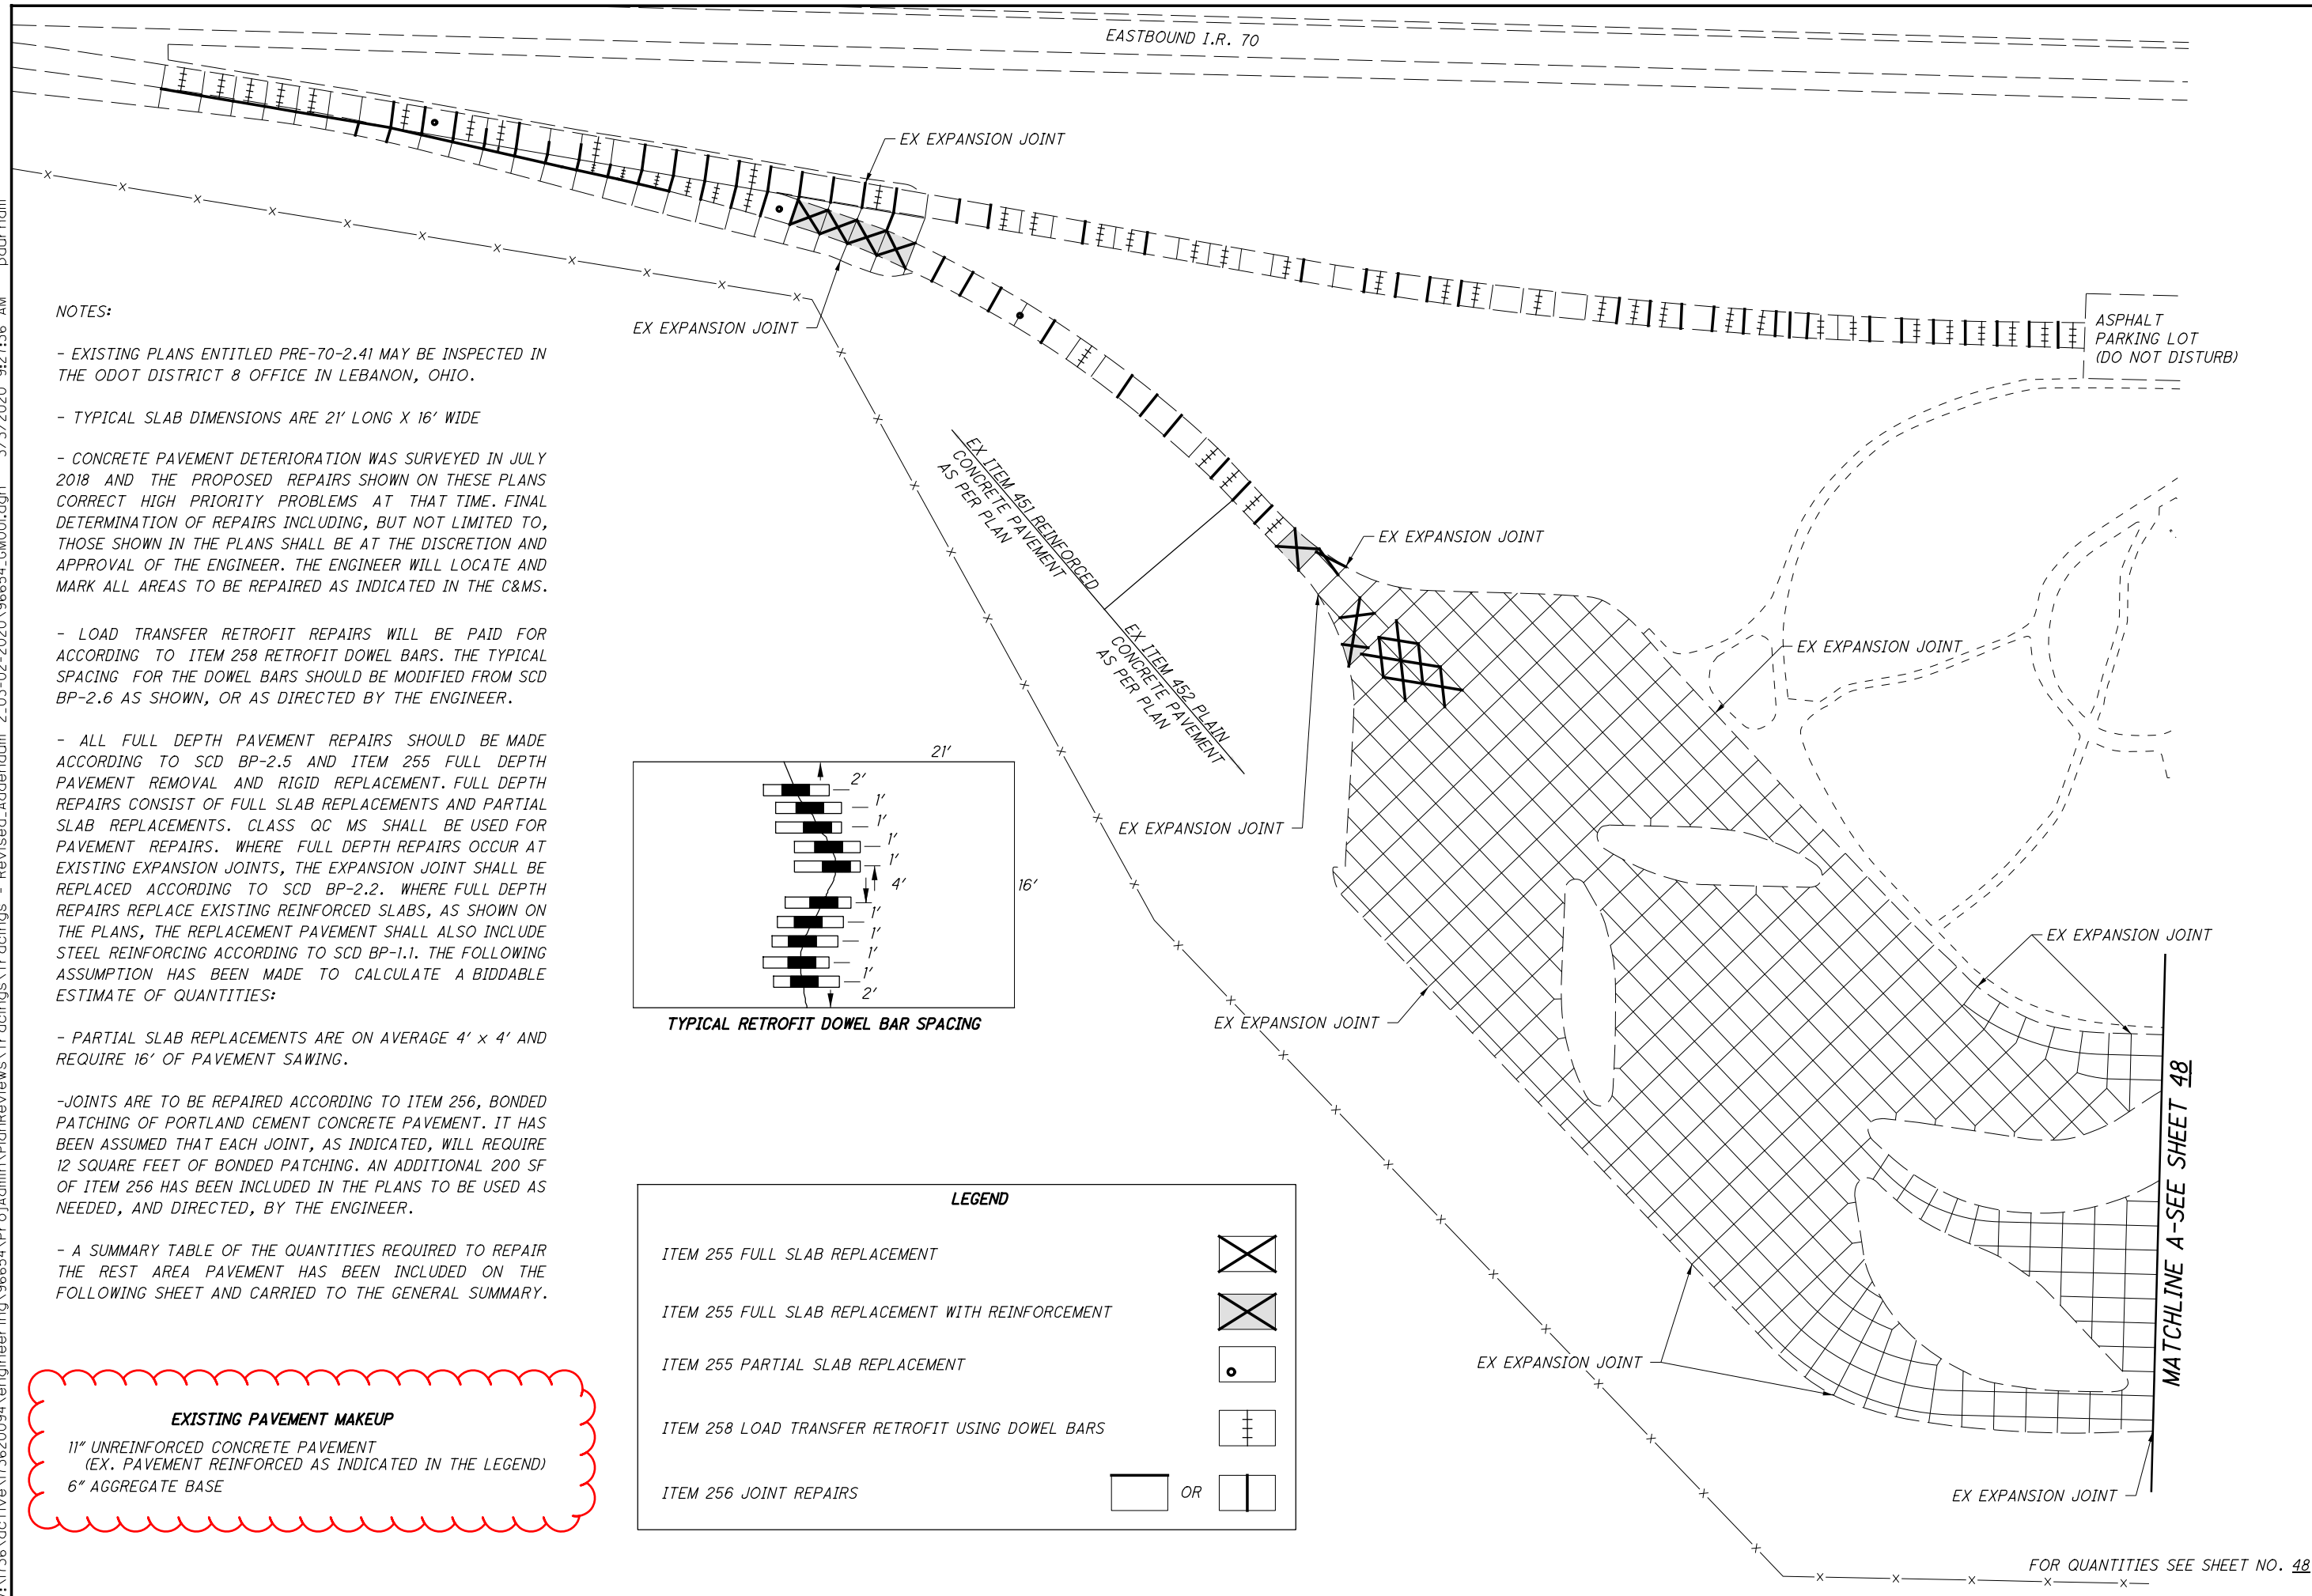 EASTBOUND I.R. 70
EX EXPANSION JOINT
EX EXPANSION JOINT
ASPHALT
PARKING LOT
(DO NOT DISTURB)
NOTES:
- EXISTING PLANS ENTITLED PRE-70-2.41 MAY BE INSPECTED IN
THE ODOT DISTRICT 8 OFFICE IN LEBANON, OHIO.
- TYPICAL SLAB DIMENSIONS ARE 21' LONG X 16' WIDE
- CONCRETE PAVEMENT DETERIORATION WAS SURVEYED IN JULY
2018 AND THE PROPOSED REPAIRS SHOWN ON THESE PLANS
CORRECT HIGH PRIORITY PROBLEMS AT THAT TIME. FINAL
DETERMINATION OF REPAIRS INCLUDING, BUT NOT LIMITED TO,
THOSE SHOWN IN THE PLANS SHALL BE AT THE DISCRETION AND
APPROVAL OF THE ENGINEER. THE ENGINEER WILL LOCATE AND
MARK ALL AREAS TO BE REPAIRED AS INDICATED IN THE C&MS.
- LOAD TRANSFER RETROFIT REPAIRS WILL BE PAID FOR
ACCORDING TO ITEM 258 RETROFIT DOWEL BARS. THE TYPICAL
SPACING FOR THE DOWEL BARS SHOULD BE MODIFIED FROM SCD
BP-2.6 AS SHOWN, OR AS DIRECTED BY THE ENGINEER.
- ALL FULL DEPTH PAVEMENT REPAIRS SHOULD BE MADE
ACCORDING TO SCD BP-2.5 AND ITEM 255 FULL DEPTH
PAVEMENT REMOVAL AND RIGID REPLACEMENT. FULL DEPTH
REPAIRS CONSIST OF FULL SLAB REPLACEMENTS AND PARTIAL
SLAB REPLACEMENTS. CLASS QC MS SHALL BE USED FOR
PAVEMENT REPAIRS. WHERE FULL DEPTH REPAIRS OCCUR AT
EXISTING EXPANSION JOINTS, THE EXPANSION JOINT SHALL BE
REPLACED ACCORDING TO SCD BP-2.2. WHERE FULL DEPTH
REPAIRS REPLACE EXISTING REINFORCED SLABS, AS SHOWN ON
THE PLANS, THE REPLACEMENT PAVEMENT SHALL ALSO INCLUDE
STEEL REINFORCING ACCORDING TO SCD BP-1.1. THE FOLLOWING
ASSUMPTION HAS BEEN MADE TO CALCULATE A BIDDABLE
ESTIMATE OF QUANTITIES:
- PARTIAL SLAB REPLACEMENTS ARE ON AVERAGE 4' x 4' AND
REQUIRE 16' OF PAVEMENT SAWING.
-JOINTS ARE TO BE REPAIRED ACCORDING TO ITEM 256, BONDED
PATCHING OF PORTLAND CEMENT CONCRETE PAVEMENT. IT HAS
BEEN ASSUMED THAT EACH JOINT, AS INDICATED, WILL REQUIRE
12 SQUARE FEET OF BONDED PATCHING. AN ADDITIONAL 200 SF
OF ITEM 256 HAS BEEN INCLUDED IN THE PLANS TO BE USED AS
NEEDED, AND DIRECTED, BY THE ENGINEER.
- A SUMMARY TABLE OF THE QUANTITIES REQUIRED TO REPAIR
THE REST AREA PAVEMENT HAS BEEN INCLUDED ON THE
FOLLOWING SHEET AND CARRIED TO THE GENERAL SUMMARY.
EXISTING PAVEMENT MAKEUP
11" UNREINFORCED CONCRETE PAVEMENT
(EX. PAVEMENT REINFORCED AS INDICATED IN THE LEGEND)
6" AGGREGATE BASE
EX ITEM 451 REINFORCED
CONCRETE PAVEMENT
AS PER PLAN
EX ITEM 452 PLAIN
CONCRETE PAVEMENT
AS PER PLAN
EX EXPANSION JOINT
EX EXPANSION JOINT
EX EXPANSION JOINT
EX EXPANSION JOINT
EX EXPANSION JOINT
EX EXPANSION JOINT
EX EXPANSION JOINT
21'
2'
1'
1'
1'
1'
4'
16'
1'
1'
1'
1'
2'
TYPICAL RETROFIT DOWEL BAR SPACING
LEGEND
ITEM 255 FULL SLAB REPLACEMENT
ITEM 255 FULL SLAB REPLACEMENT WITH REINFORCEMENT
ITEM 255 PARTIAL SLAB REPLACEMENT
ITEM 258 LOAD TRANSFER RETROFIT USING DOWEL BARS
ITEM 256 JOINT REPAIRS
OR
MATCHLINE A-SEE SHEET 48
FOR QUANTITIES SEE SHEET NO. 48